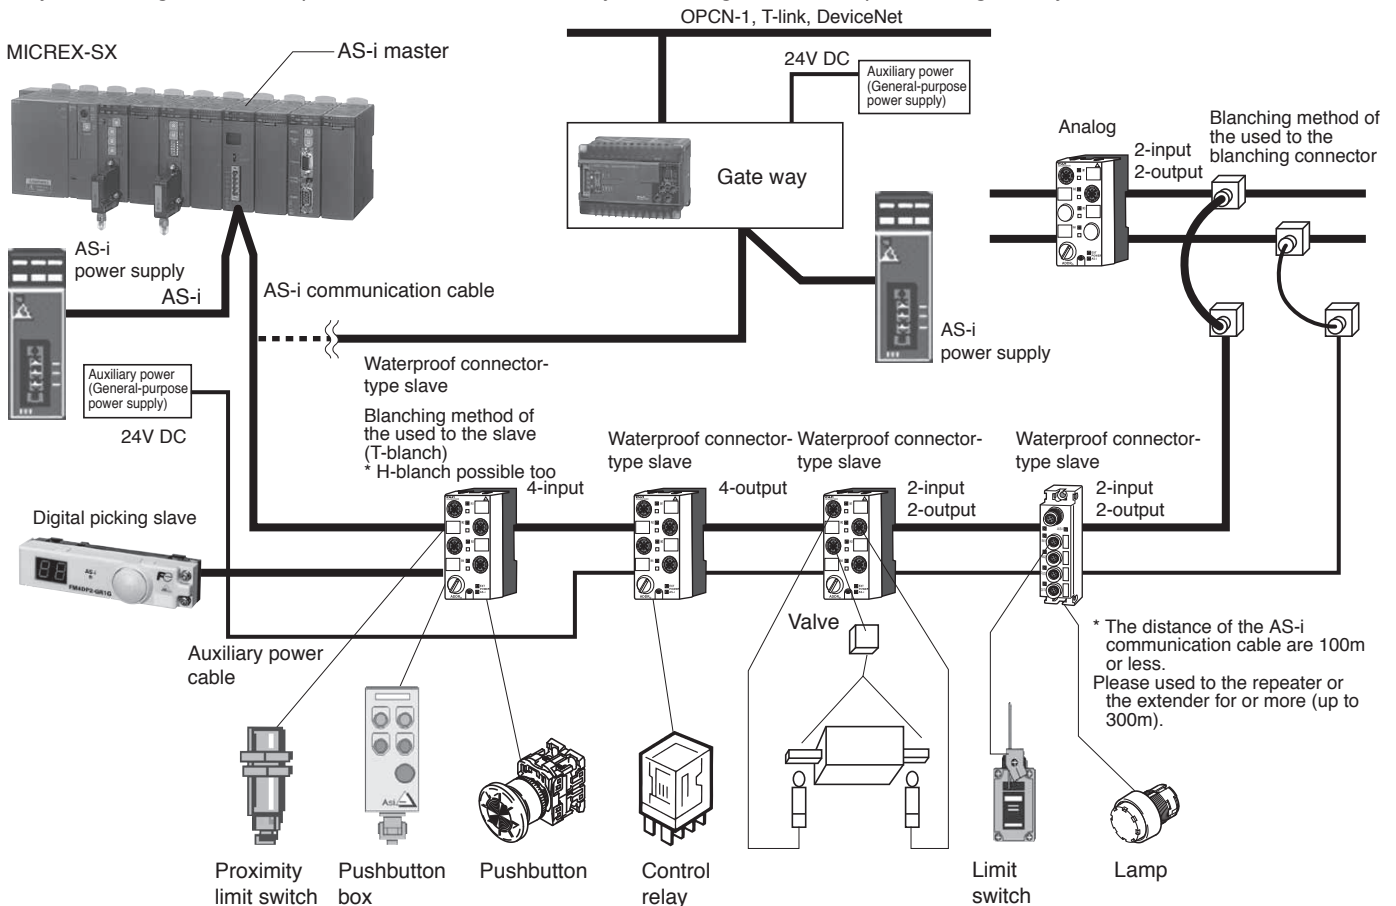 OPCN-1, T-link, DeviceNet
MICREX-SX
AS-i master
24V DC
Auxiliary power
(General-purpose
power supply)
Gate way
Analog
2-input
2-output
Blanching method of
the used to the
blanching connector
AS-i
power supply
AS-i
AS-i communication cable
AS-i
power supply
Auxiliary power
(General-purpose
power supply)
24V DC
Waterproof connector-
type slave
Blanching method of
the used to the slave
(T-blanch)
* H-blanch possible too
4-input
Waterproof connector-
type slave
4-output
Waterproof connector-
type slave
2-input
2-output
Waterproof connector-
type slave
2-input
2-output
Digital picking slave
AS-i
FM4DP2-GR1G
Auxiliary power
cable
Valve
* The distance of the AS-i
communication cable are 100m
or less.
Please used to the repeater or
the extender for or more (up to
300m).
Asi
Proximity
limit switch
Pushbutton
box
Pushbutton
Control
relay
Limit
switch
Lamp